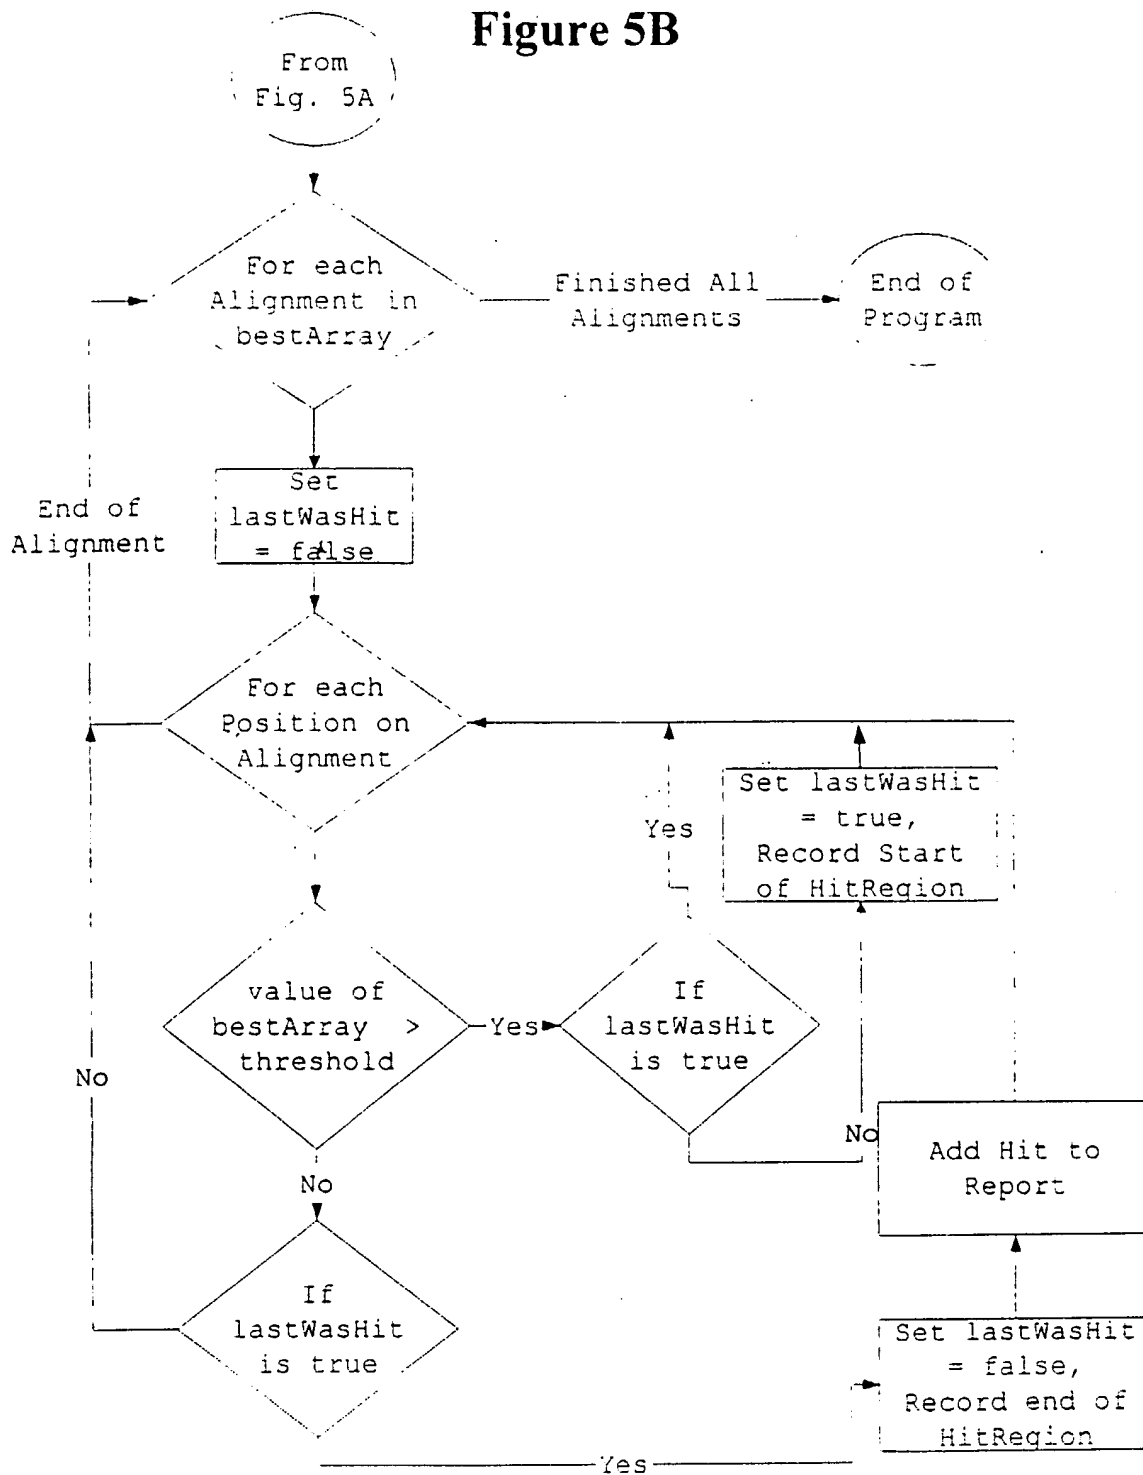 Figure 5B
From
Fig. 5A
For each
Alignment in
bestArray
Finished All
Alignments
End of
Program
Set
lastWasHit
= false
End of
Alignment
For each
Position on
Alignment
Yes
Set lastWasHit
= true,
Record Start
of HitRegion
value of
bestArray >
threshold
Yes
If
lastWasHit
is true
No
No
Add Hit to
Report
No
If
lastWasHit
is true
Set lastWasHit
= false,
Record end of
HitRegion
Yes